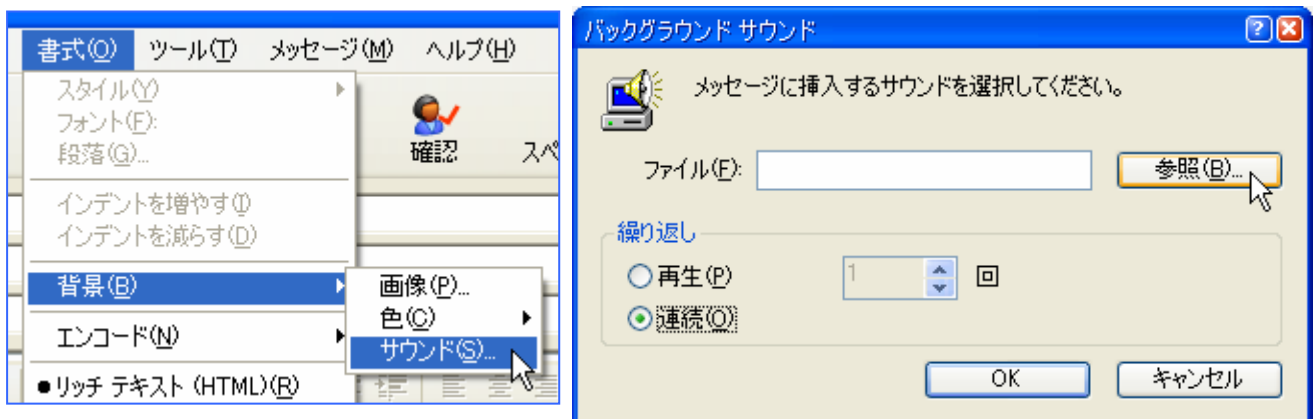 書式(O) ツール(T) メッセージ(M) ヘルプ(H)
スタイル(Y)
フォント(F):
段落(G)...
確認
スペ
インデントを増やす(I)
インデントを減らす(D)
背景(B)
画像(P)...
色(C)
サウンド(S)...
エンコード(N)
●リッチ テキスト (HTML)(R)
バックグラウンド サウンド
メッセージに挿入するサウンドを選択してください。
ファイル(F):
参照(B)...
繰り返し
再生(P) 1 回
連続(O)
OK キャンセル